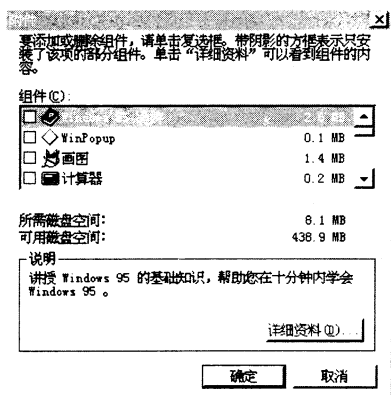 组件
要添加或删除组件，请单击复选框。带阴影的方框表示只安
装了该项的部分组件。单击“详细资料”可以看到组件的内
容。
组件(C):
WinPopup 0.1 MB
画图 1.4 MB
计算器 0.2 MB
所需磁盘空间: 8.1 MB
可用磁盘空间: 438.9 MB
说明
讲授 Windows 95 的基础知识，帮助您在十分钟内学会
Windows 95 。
详细资料(D)...
确定 取消